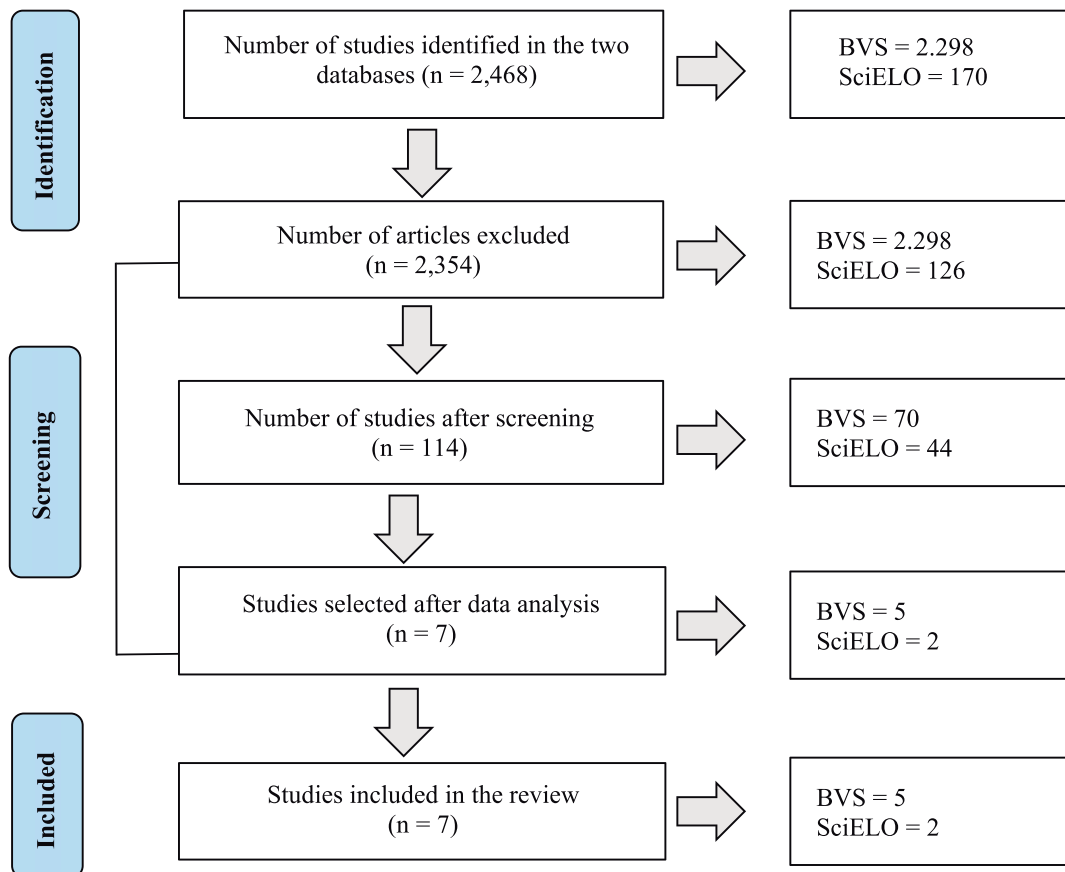 Identification
Number of studies identified in the two
databases (n = 2,468)
BVS = 2.298
SciELO = 170
Number of articles excluded
(n = 2,354)
BVS = 2.298
SciELO = 126
Screening
Number of studies after screening
(n = 114)
BVS = 70
SciELO = 44
Studies selected after data analysis
(n = 7)
BVS = 5
SciELO = 2
Included
Studies included in the review
(n = 7)
BVS = 5
SciELO = 2